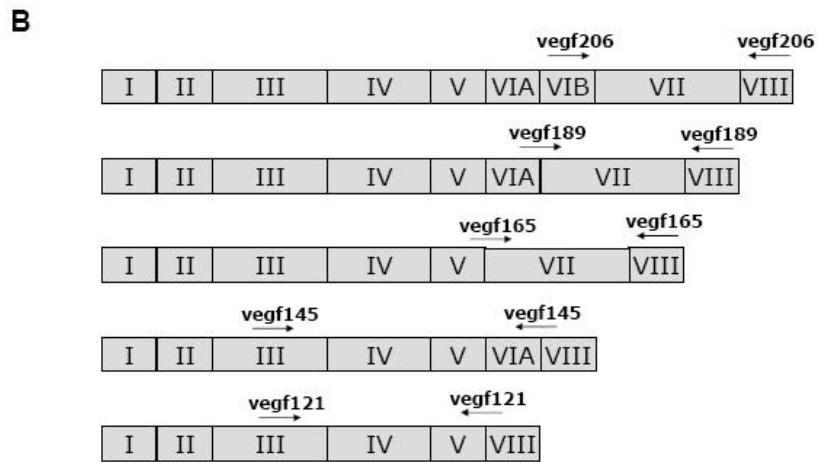 B
vegf206 vegf206
I II III IV V VIA VIB VII VIII
vegf189 vegf189
I II III IV V VIA VII VIII
vegf165 vegf165
I II III IV V VII VIII
vegf145 vegf145
I II III IV V VIA VIII
vegf121 vegf121
I II III IV V VIII